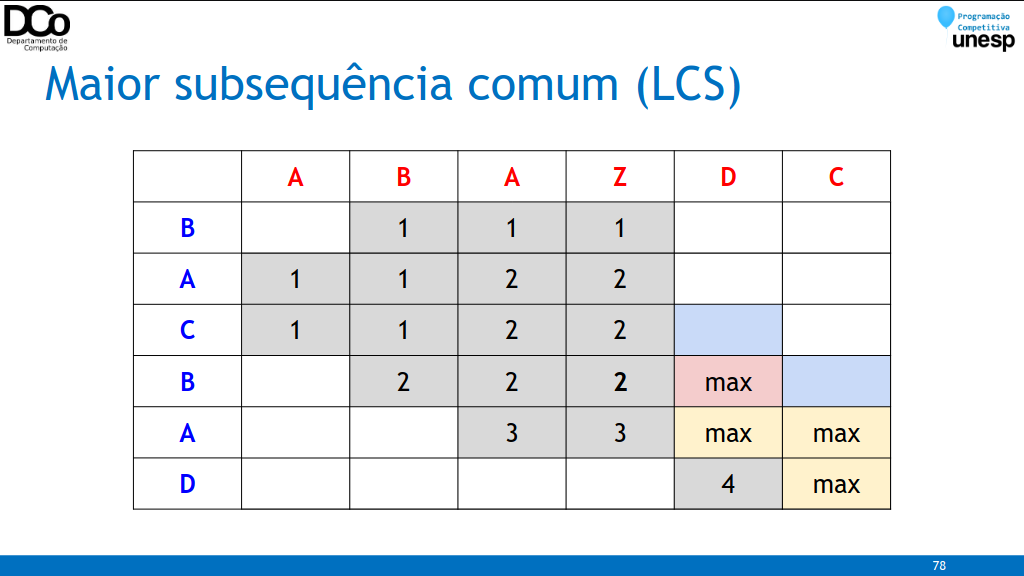 DCo
Departamento de
Computação
Programação
Competitiva
unesp
Maior subsequência comum (LCS)
A B A Z D C
B 1 1 1
A 1 1 2 2
C 1 1 2 2
B 2 2 2 max
A 3 3 max max
D 4 max
78